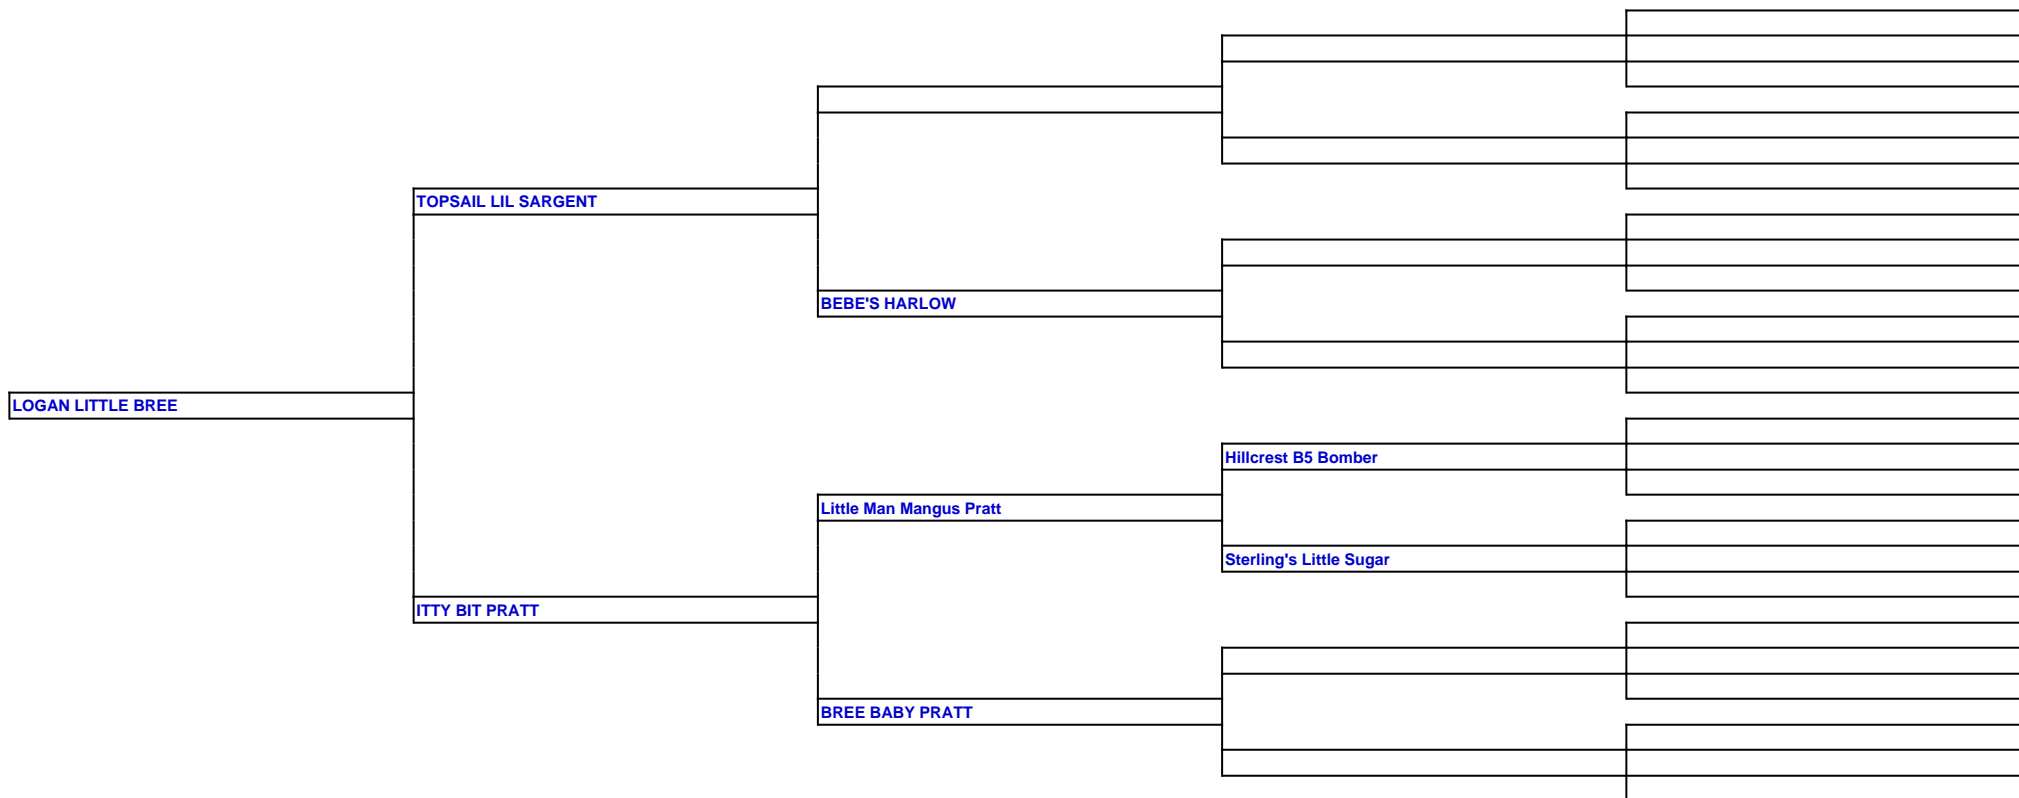 TOPSAIL LIL SARGENT
BEBE'S HARLOW
LOGAN LITTLE BREE
Hillcrest B5 Bomber
Little Man Mangus Pratt
Sterling's Little Sugar
ITTY BIT PRATT
BREE BABY PRATT